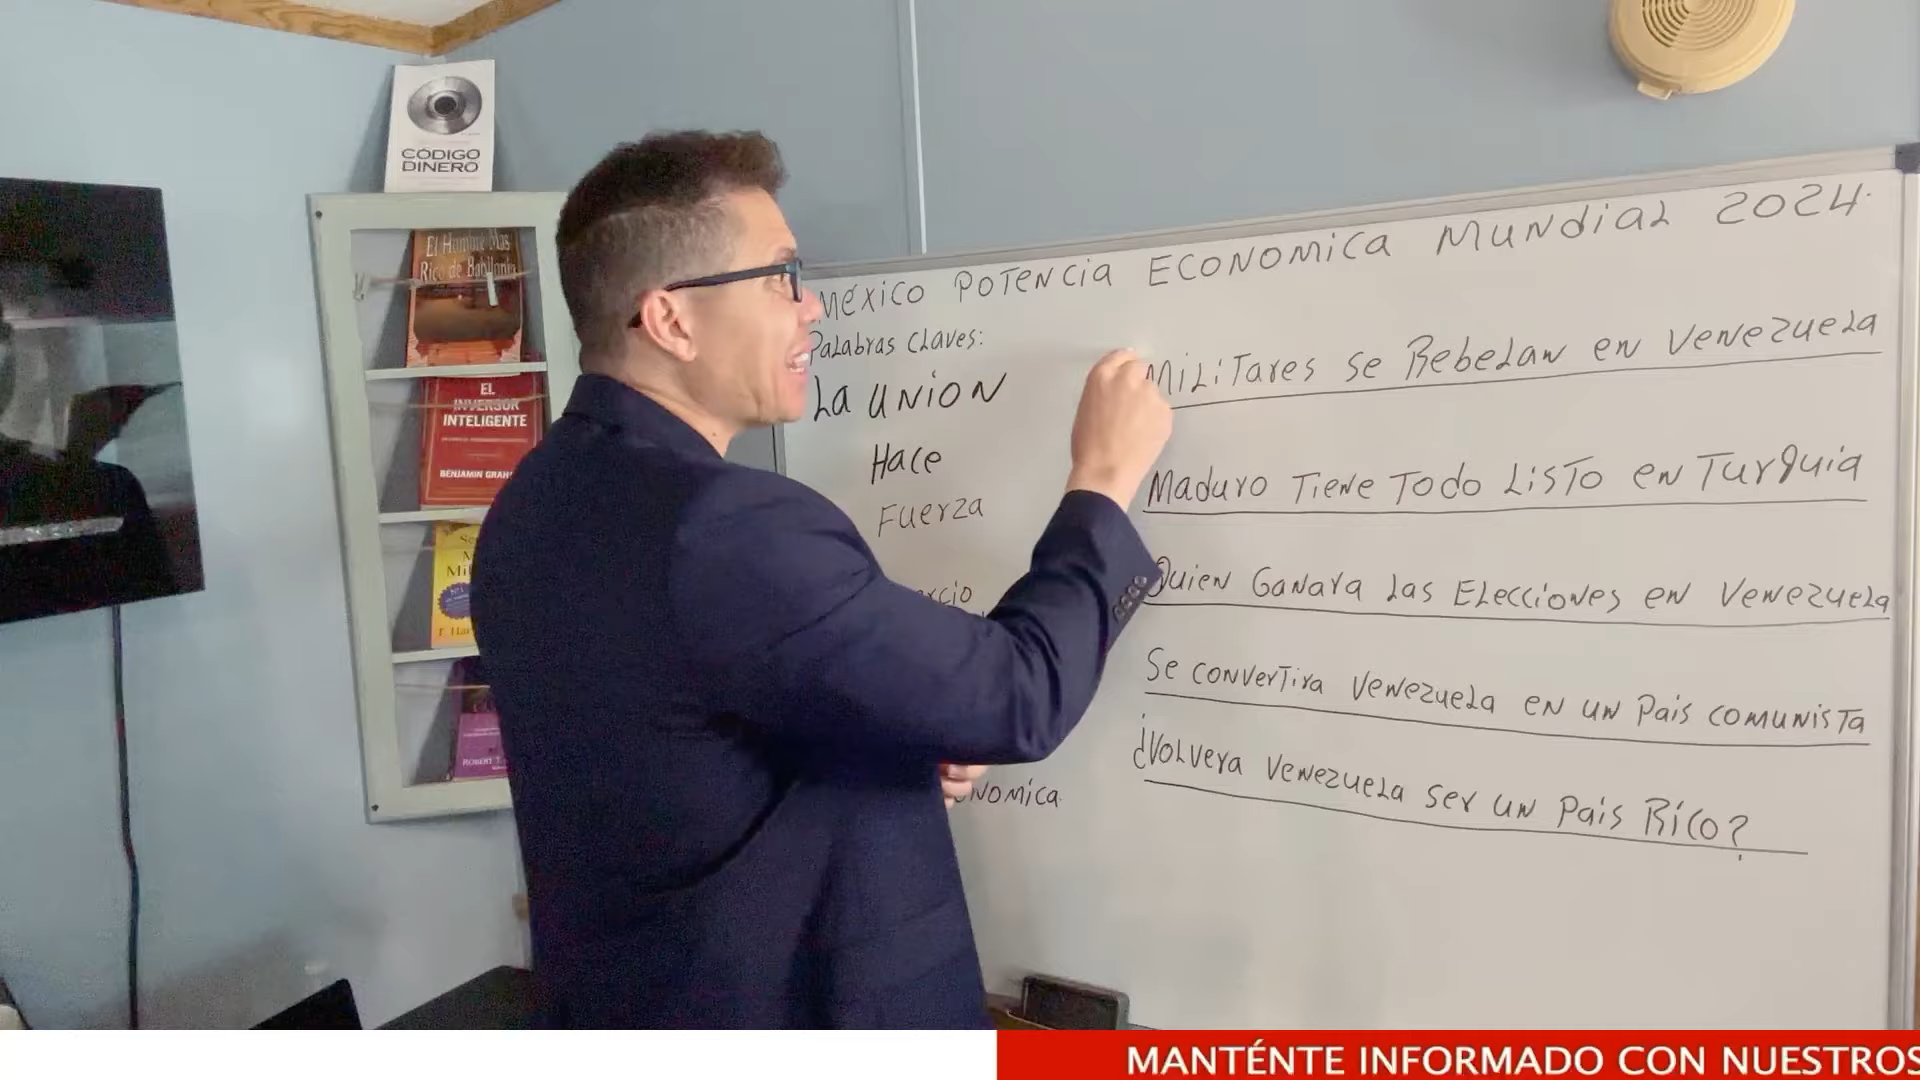 CÓDIGO
DINERO
El Hombre Mas
Rico de Babilonia
EL
INVERSOR
INTELIGENTE
BENJAMIN
ROBERT T.
MÉXICO POTENCIA ECONOMICA MUNDIAL 2024.
Palabras Claves:
La UNION
Hace
Fuerza
Militares se Rebelan en Venezuela
Maduro Tiene Todo Listo en Turquia
Quien Ganara Las Elecciones en Venezuela
Se convertira Venezuela en un Pais comunista
¿Volvera Venezuela ser un Pais Rico?
MANTÉNTE INFORMADO CON NUESTROS